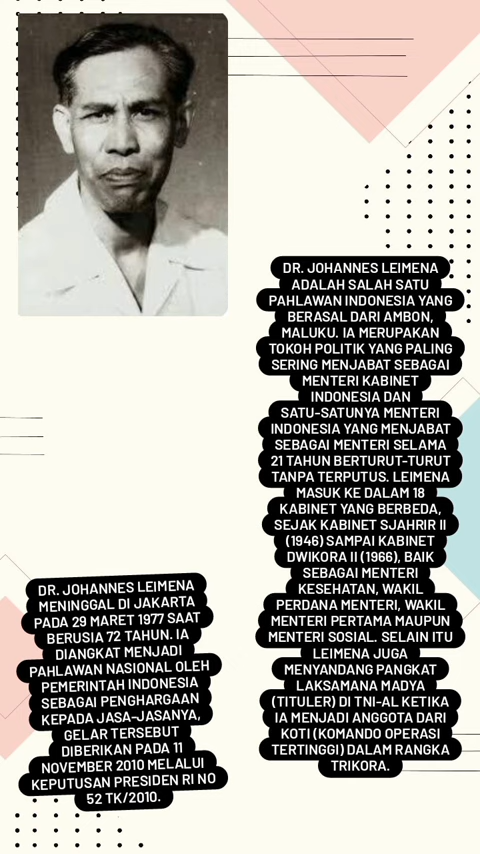 DR. JOHANNES LEIMENA
ADALAH SALAH SATU
PAHLAWAN INDONESIA YANG
BERASAL DARI AMBON,
MALUKU. IA MERUPAKAN
TOKOH POLITIK YANG PALING
SERING MENJABAT SEBAGAI
MENTERI KABINET
INDONESIA DAN
SATU-SATUNYA MENTERI
INDONESIA YANG MENJABAT
SEBAGAI MENTERI SELAMA
21 TAHUN BERTURUT-TURUT
TANPA TERPUTUS. LEIMENA
MASUK KE DALAM 18
KABINET YANG BERBEDA,
SEJAK KABINET SJAHRIR II
(1946) SAMPAI KABINET
DWIKORA II (1966), BAIK
SEBAGAI MENTERI
KESEHATAN, WAKIL
PERDANA MENTERI, WAKIL
MENTERI PERTAMA MAUPUN
MENTERI SOSIAL. SELAIN ITU
LEIMENA JUGA
MENYANDANG PANGKAT
LAKSAMANA MADYA
(TITULER) DI TNI-AL KETIKA
IA MENJADI ANGGOTA DARI
KOTI (KOMANDO OPERASI
TERTINGGI) DALAM RANGKA
TRIKORA.
DR. JOHANNES LEIMENA
MENINGGAL DI JAKARTA
PADA 29 MARET 1977 SAAT
BERUSIA 72 TAHUN. IA
DIANGKAT MENJADI
PAHLAWAN NASIONAL OLEH
PEMERINTAH INDONESIA
SEBAGAI PENGHARGAAN
KEPADA JASA-JASANYA,
GELAR TERSEBUT
DIBERIKAN PADA 11
NOVEMBER 2010 MELALUI
KEPUTUSAN PRESIDEN RI NO
52 TK/2010.